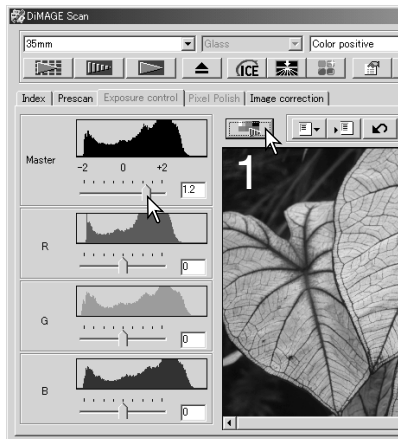 DiMAGE Scan
35mm Glass Color positive
ICE
Index Prescan Exposure control Pixel Polish Image correction
Master
-2 0 +2
1.2
R
0
G
0
B
0
1